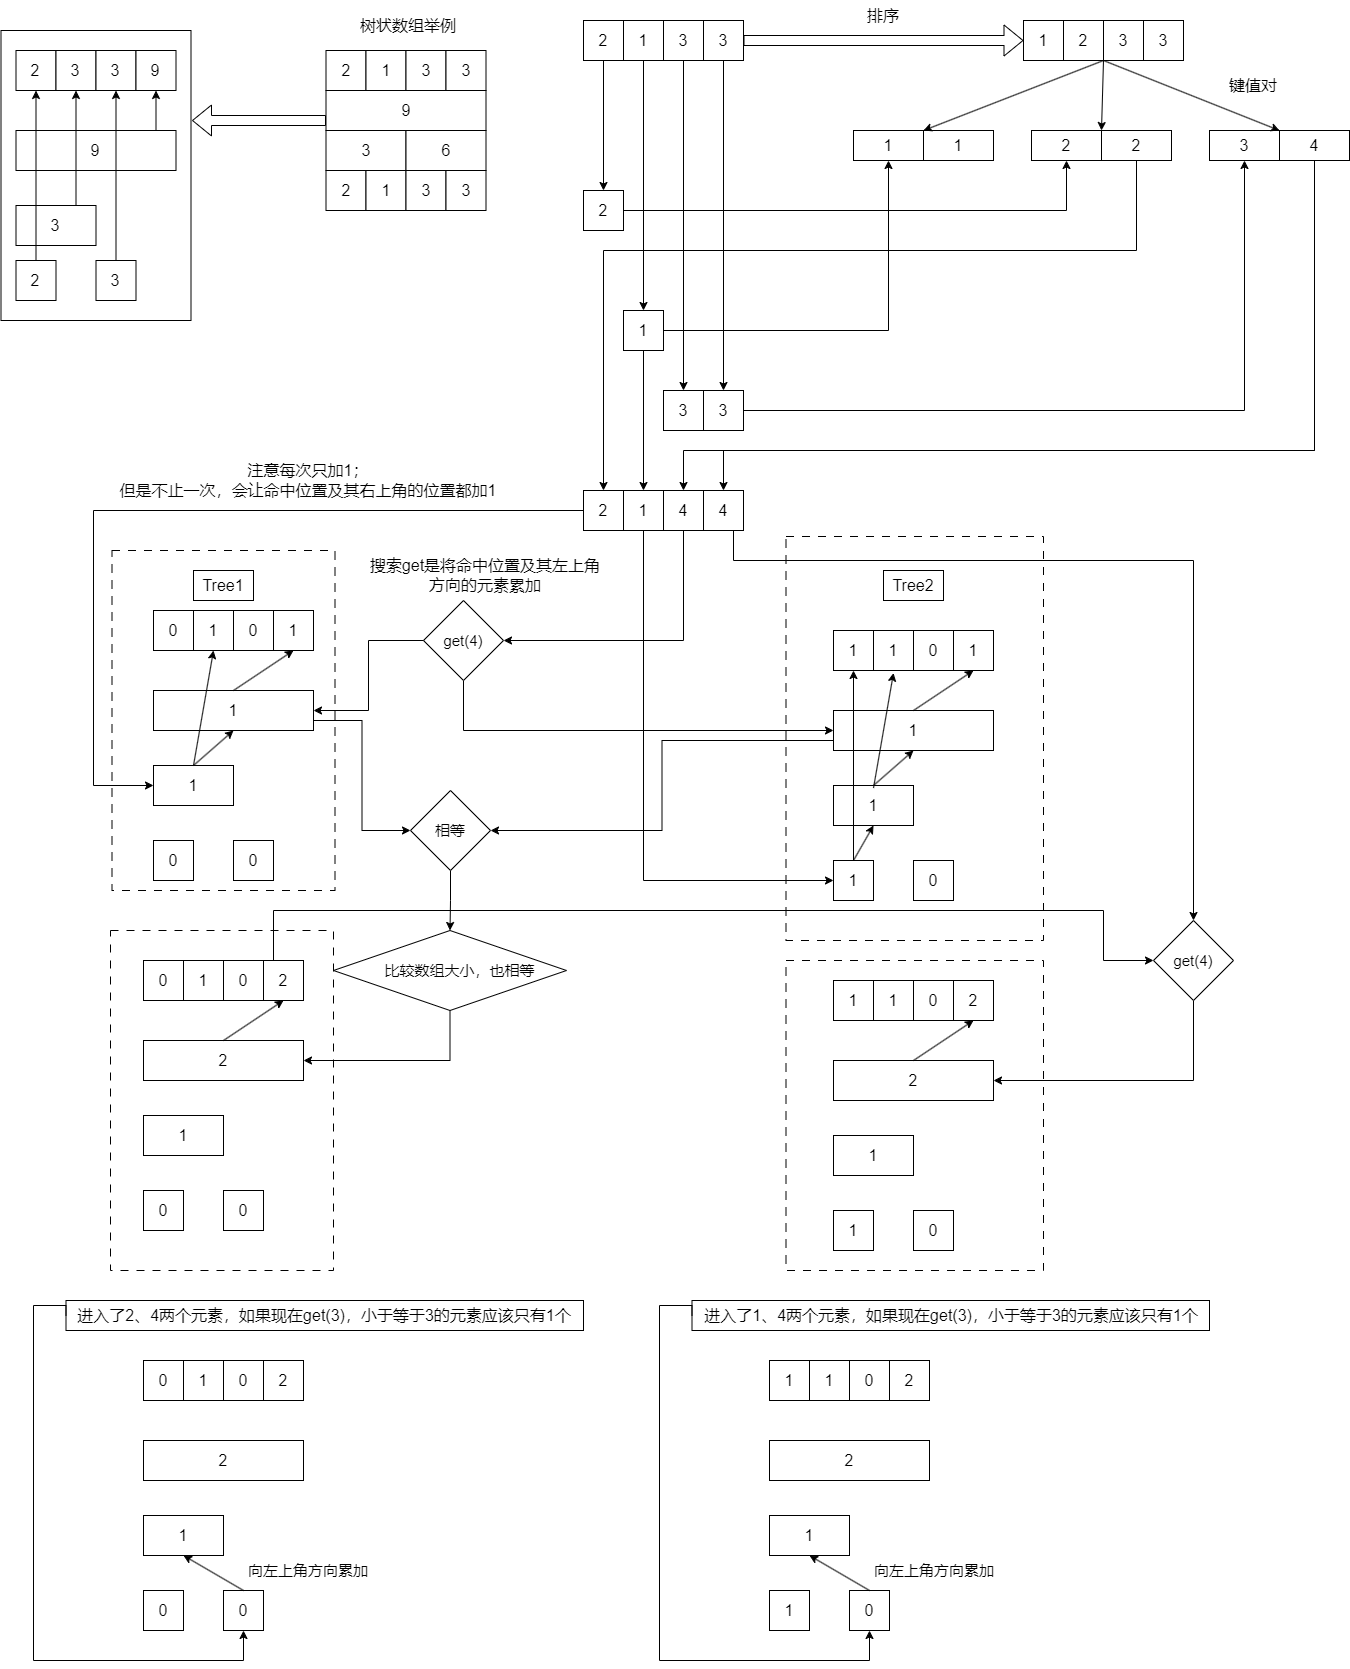 树状数组举例
排序
2 3 3 9
9
3
2 3
2 1 3 3
9
3 6
2 1 3 3
2 1 3 3
1 2 3 3
键值对
1 1
2 2
3 4
2
1
3 3
注意每次只加1；
但是不止一次，会让命中位置及其右上角的位置都加1
2 1 4 4
搜索get是将命中位置及其左上角
方向的元素累加
Tree1
0 1 0 1
1
1
0 0
get(4)
相等
比较数组大小，也相等
Tree2
1 1 0 1
1
1
1 0
get(4)
0 1 0 2
2
1
0 0
1 1 0 2
2
1
1 0
进入了2、4两个元素，如果现在get(3)，小于等于3的元素应该只有1个
0 1 0 2
2
1
向左上角方向累加
0 0
进入了1、4两个元素，如果现在get(3)，小于等于3的元素应该只有1个
1 1 0 2
2
1
向左上角方向累加
1 0